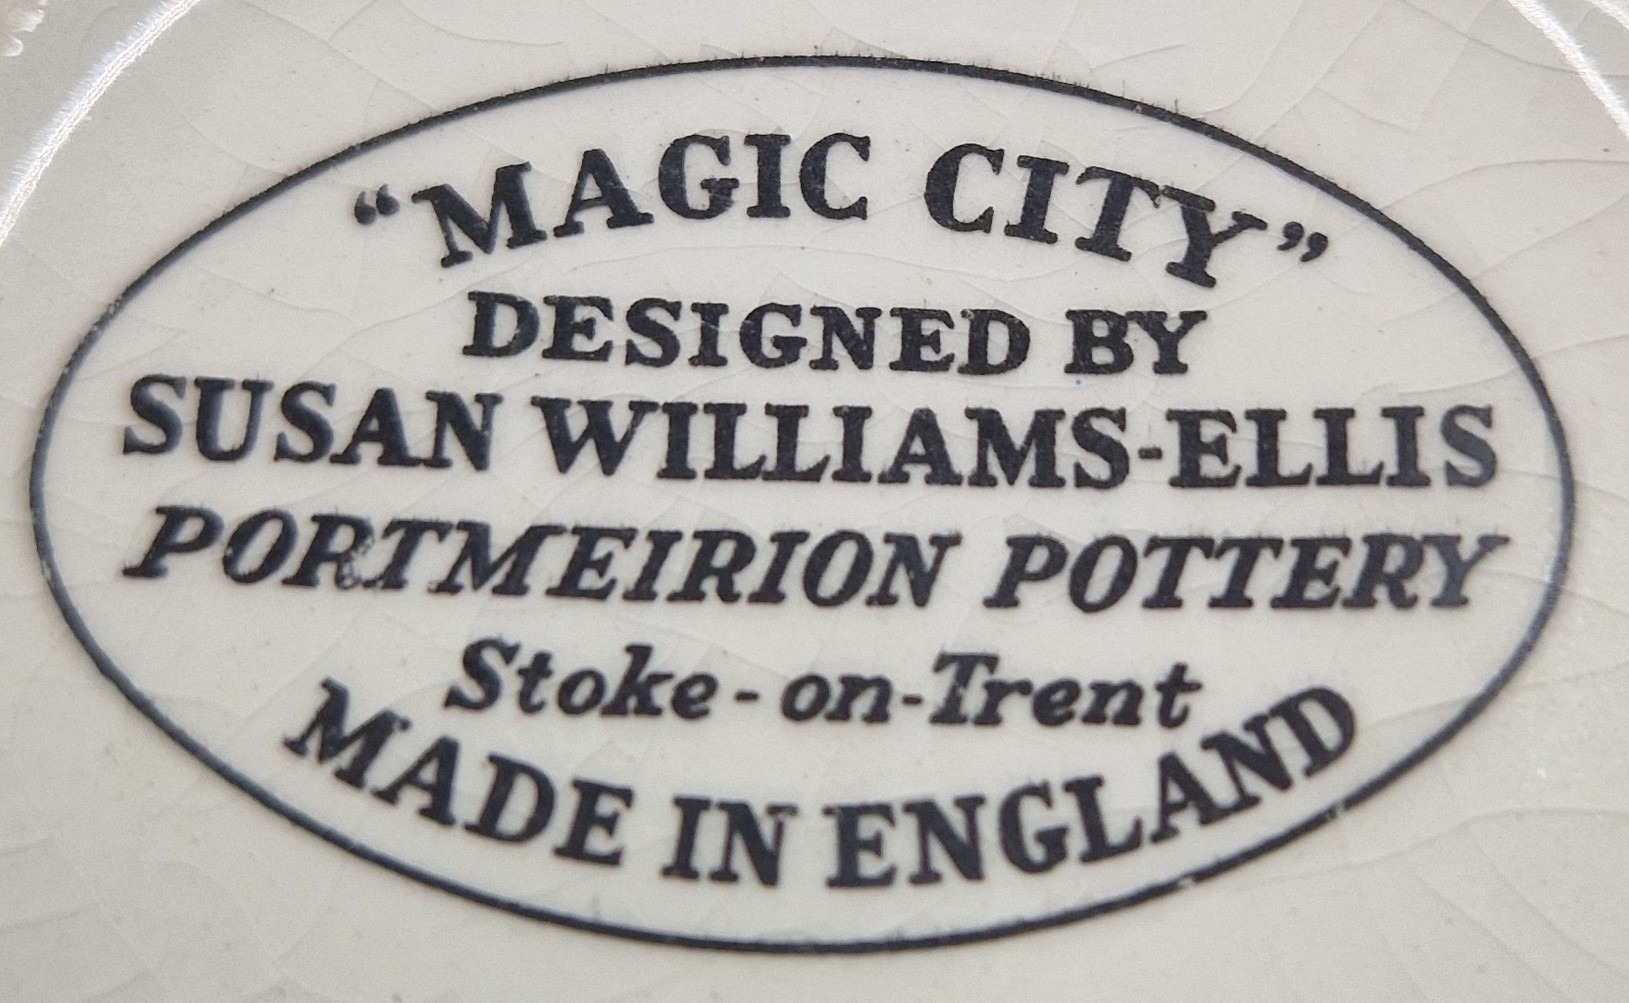 “MAGIC CITY”
DESIGNED BY
SUSAN WILLIAMS-ELLIS
PORTMEIRION POTTERY
Stoke-on-Trent
MADE IN ENGLAND